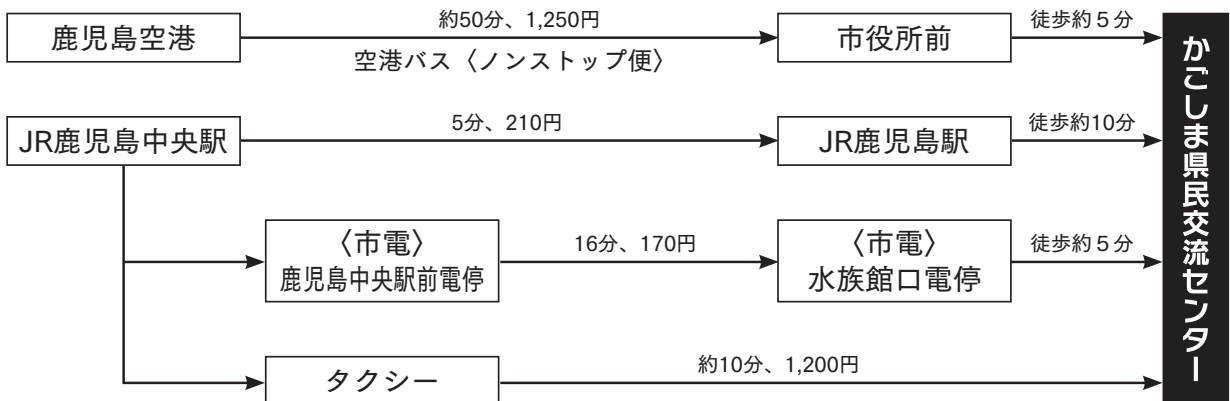 鹿児島空港
約50分、1,250円
空港バス〈ノンストップ便〉
市役所前
徒歩約５分
JR鹿児島中央駅
5分、210円
JR鹿児島駅
徒歩約10分
〈市電〉
鹿児島中央駅前電停
16分、170円
〈市電〉
水族館口電停
徒歩約５分
タクシー
約10分、1,200円
かごしま県民交流センター